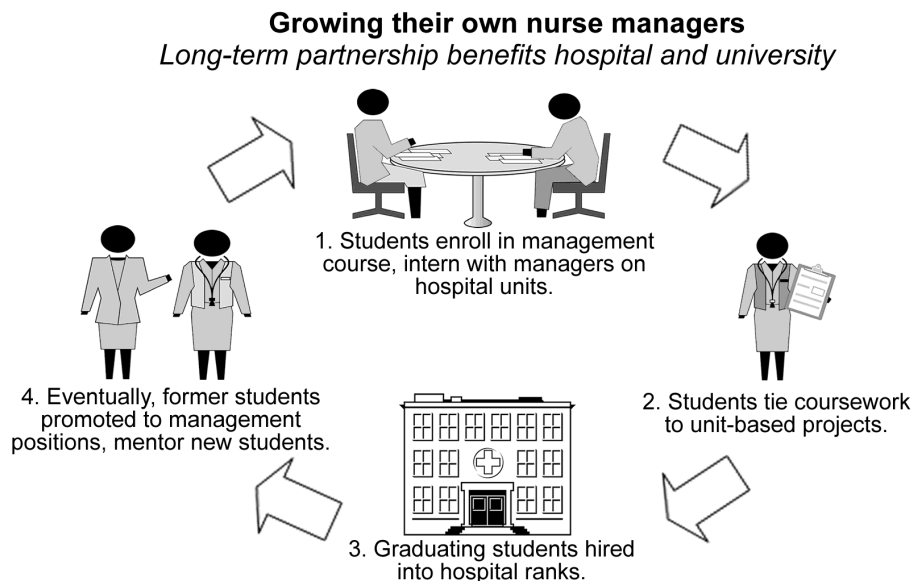 Growing their own nurse managers
Long-term partnership benefits hospital and university
1. Students enroll in management
course, intern with managers on
hospital units.
2. Students tie coursework
to unit-based projects.
3. Graduating students hired
into hospital ranks.
4. Eventually, former students
promoted to management
positions, mentor new students.